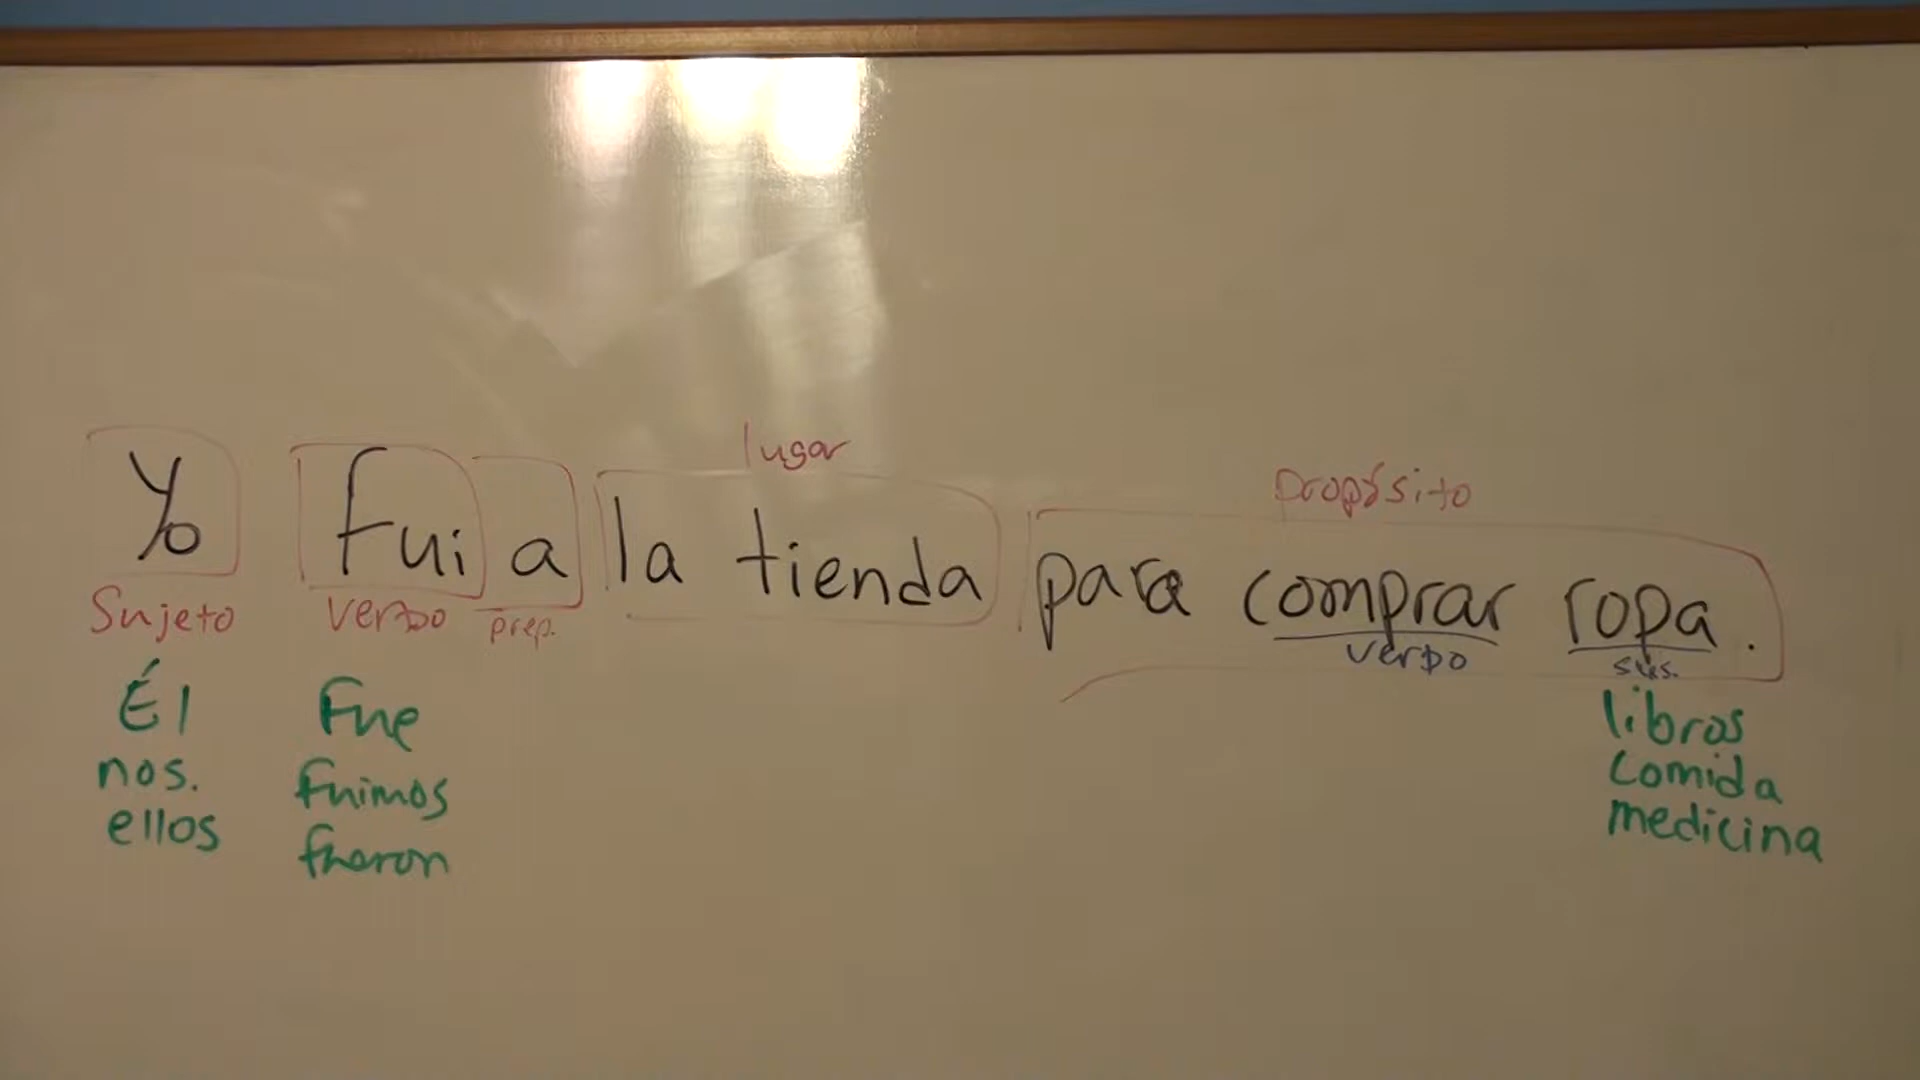 lugar
propósito
Yo Fui a la tienda para comprar ropa.
Sujeto verbo prep. verbo sus.
Él Fue libros
nos. Fuimos comida
ellos fueron medicina